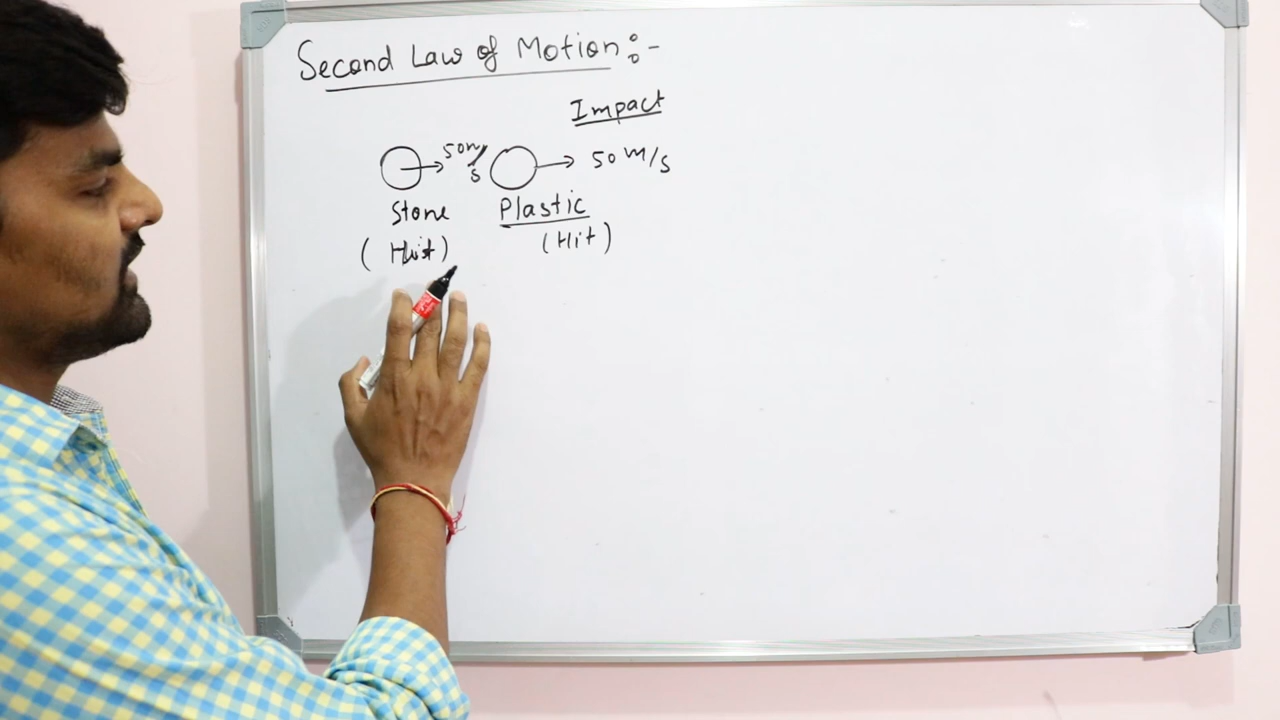 Second Law of Motion :-
Impact
50m/s 50 m/s
Stone Plastic
(Hit) (Hit)